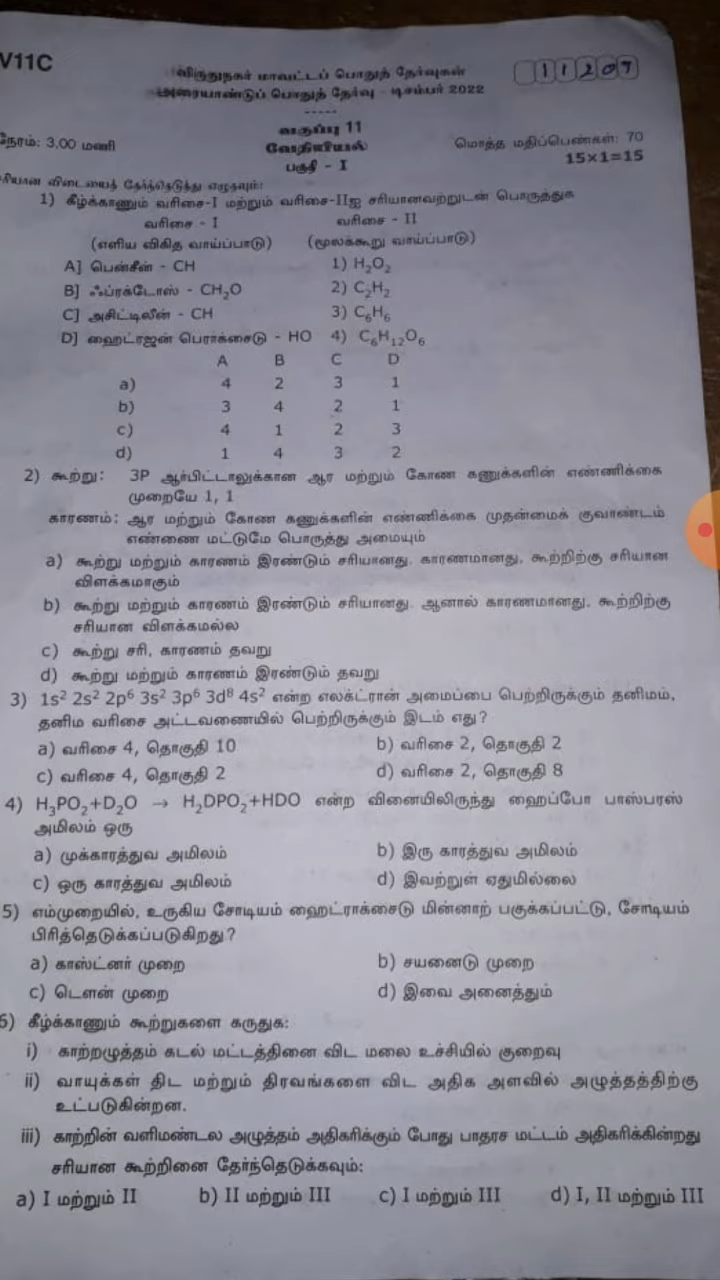 V11C
விருதுநகர் மாவட்டப் பொதுத் தேர்வுகள்
11207
அரையாண்டுப் பொதுத் தேர்வு - டிசம்பர் 2022
-----
வகுப்பு 11
நேரம்: 3.00 மணி வேதியியல் மொத்த மதிப்பெண்கள்: 70
பகுதி - I 15×1=15
சரியான விடையைத் தேர்ந்தெடுத்து எழுதவும்:
1) கீழ்க்காணும் வரிசை-I மற்றும் வரிசை-IIஐ சரியானவற்றுடன் பொருத்துக
வரிசை - I வரிசை - II
(எளிய விகித வாய்ப்பாடு) (மூலக்கூறு வாய்ப்பாடு)
A] பென்சீன் - CH 1) H₂O₂
B] ஃப்ரக்டோஸ் - CH₂O 2) C₂H₂
C] அசிட்டிலீன் - CH 3) C₆H₆
D] ஹைட்ரஜன் பெராக்சைடு - HO 4) C₆H₁₂O₆
A B C D
a) 4 2 3 1
b) 3 4 2 1
c) 4 1 2 3
d) 1 4 3 2
2) கூற்று: 3P ஆர்பிட்டாலுக்கான ஆர மற்றும் கோண கணுக்களின் எண்ணிக்கை
முறையே 1, 1
காரணம்: ஆர மற்றும் கோண கணுக்களின் எண்ணிக்கை முதன்மைக் குவாண்டம்
எண்ணை மட்டுமே பொருத்து அமையும்
a) கூற்று மற்றும் காரணம் இரண்டும் சரியானது. காரணமானது, கூற்றிற்கு சரியான
விளக்கமாகும்
b) கூற்று மற்றும் காரணம் இரண்டும் சரியானது. ஆனால் காரணமானது, கூற்றிற்கு
சரியான விளக்கமல்ல
c) கூற்று சரி, காரணம் தவறு
d) கூற்று மற்றும் காரணம் இரண்டும் தவறு
3) 1s² 2s² 2p⁶ 3s² 3p⁶ 3d⁸ 4s² என்ற எலக்ட்ரான் அமைப்பை பெற்றிருக்கும் தனிமம்,
தனிம வரிசை அட்டவணையில் பெற்றிருக்கும் இடம் எது?
a) வரிசை 4, தொகுதி 10 b) வரிசை 2, தொகுதி 2
c) வரிசை 4, தொகுதி 2 d) வரிசை 2, தொகுதி 8
4) H₃PO₂+D₂O → H₂DPO₂+HDO என்ற வினையிலிருந்து ஹைப்போ பாஸ்பரஸ்
அமிலம் ஒரு
a) முக்காரத்துவ அமிலம் b) இரு காரத்துவ அமிலம்
c) ஒரு காரத்துவ அமிலம் d) இவற்றுள் ஏதுமில்லை
5) எம்முறையில், உருகிய சோடியம் ஹைட்ராக்சைடு மின்னாற் பகுக்கப்பட்டு, சோடியம்
பிரித்தெடுக்கப்படுகிறது?
a) காஸ்ட்னர் முறை b) சயனைடு முறை
c) டௌன் முறை d) இவை அனைத்தும்
6) கீழ்க்காணும் கூற்றுகளை கருதுக:
i) காற்றழுத்தம் கடல் மட்டத்தினை விட மலை உச்சியில் குறைவு
ii) வாயுக்கள் திட மற்றும் திரவங்களை விட அதிக அளவில் அழுத்தத்திற்கு
உட்படுகின்றன.
iii) காற்றின் வளிமண்டல அழுத்தம் அதிகரிக்கும் போது பாதரச மட்டம் அதிகரிக்கின்றது
சரியான கூற்றினை தேர்ந்தெடுக்கவும்:
a) I மற்றும் II b) II மற்றும் III c) I மற்றும் III d) I, II மற்றும் III